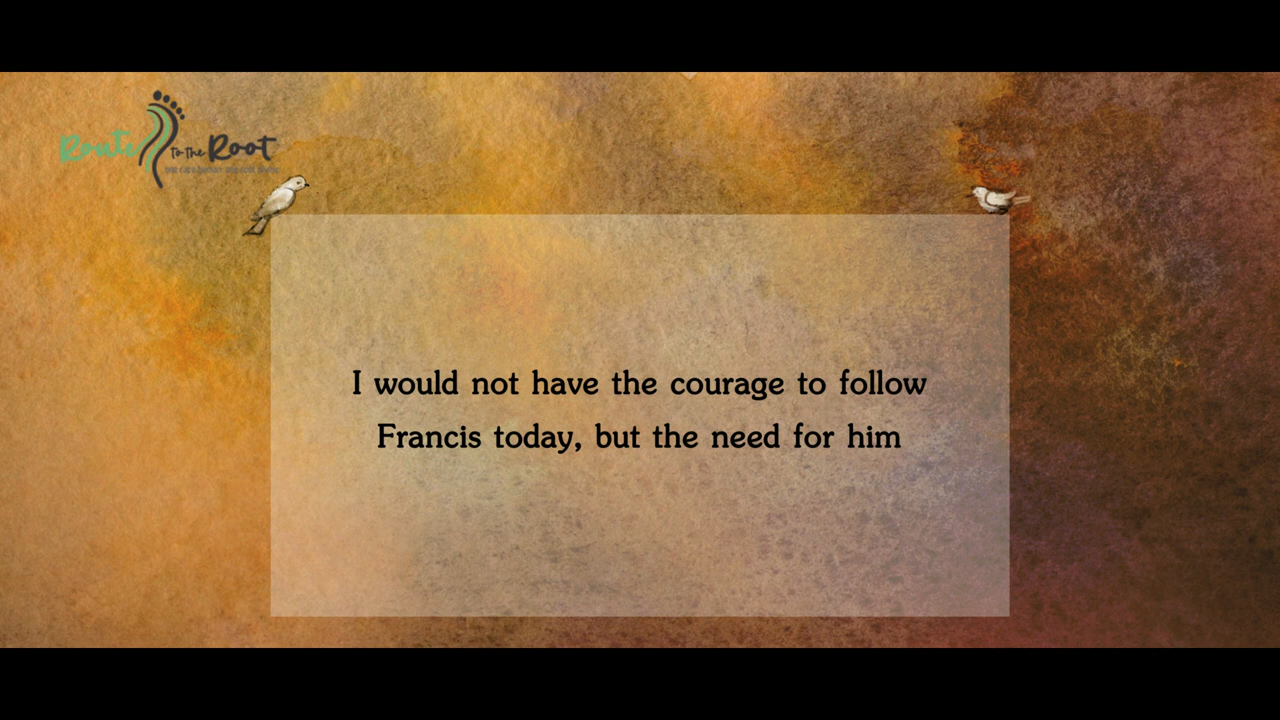 Route to the Root
I would not have the courage to follow
Francis today, but the need for him